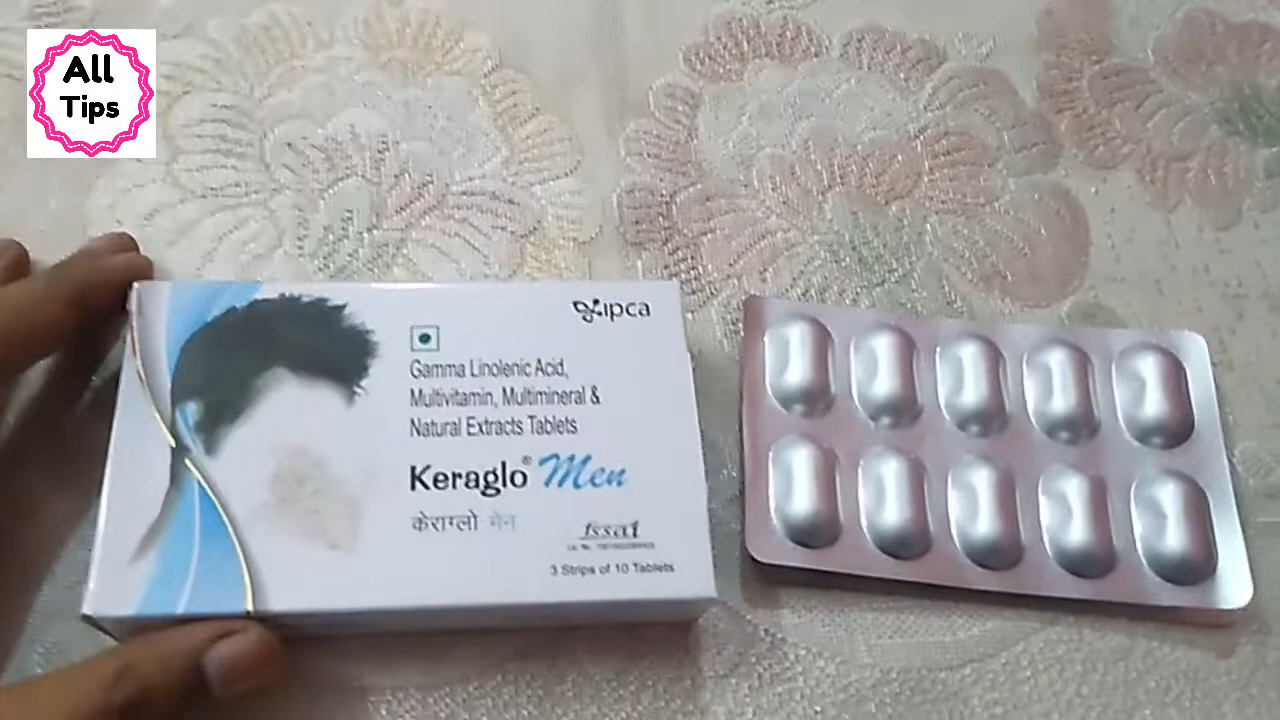 All
Tips
ipca
Gamma Linolenic Acid,
Multivitamin, Multimineral &
Natural Extracts Tablets
Keraglo® Men
केराग्लो मेन
fssai
3 Strips of 10 Tablets